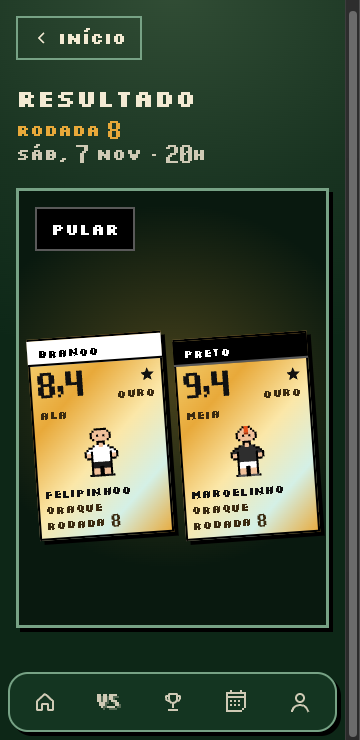 INÍCIO
RESULTADO
RODADA 8
SÁB, 7 NOV · 20H
PULAR
BRANCO
8,4
OURO
ALA
FELIPINHOO
CRAQUE
RODADA 8
PRETO
9,4
OURO
MEIA
MARCELINHO
CRAQUE
RODADA 8
VS